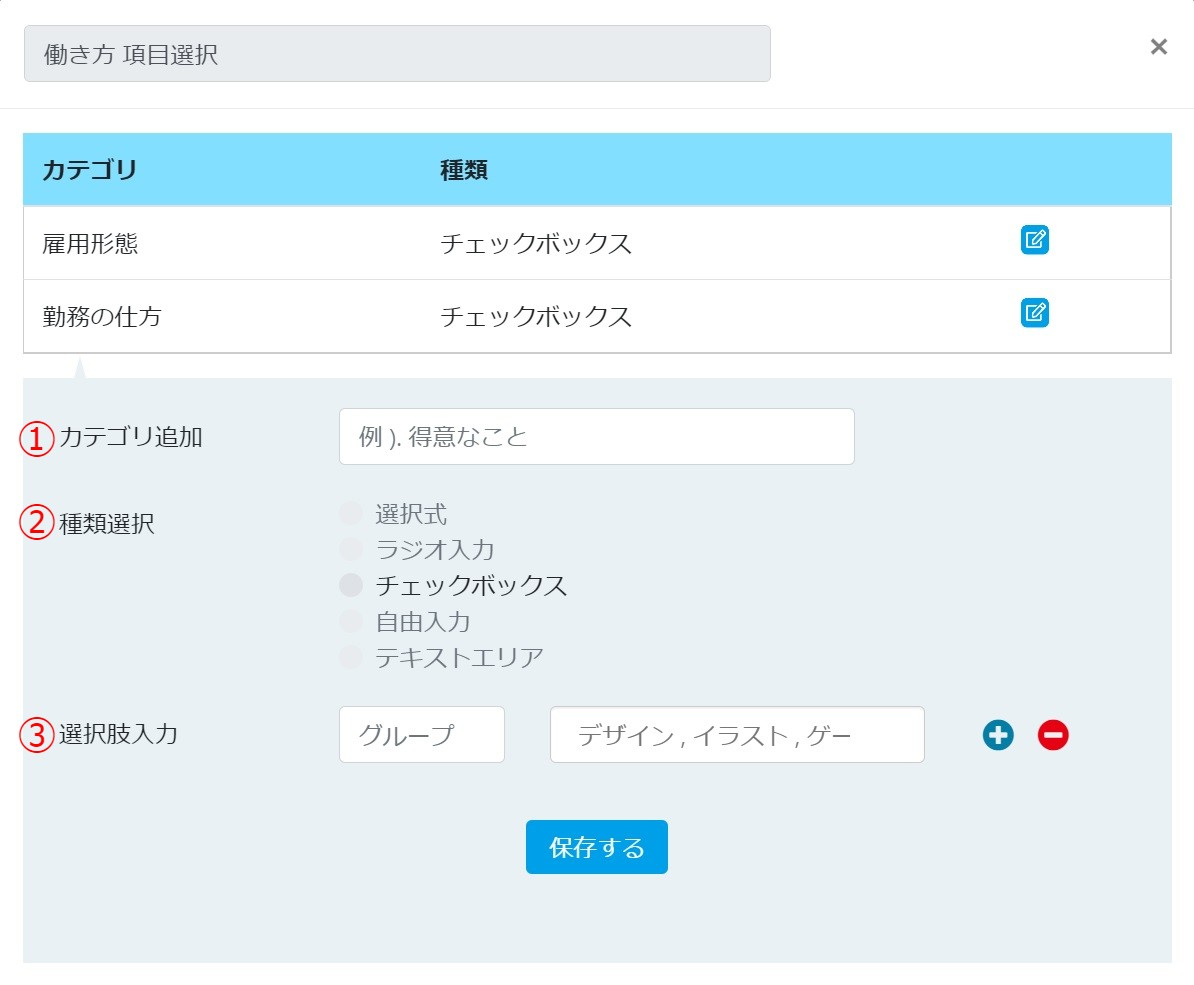 働き方 項目選択
×
カテゴリ 種類
雇用形態 チェックボックス
勤務の仕方 チェックボックス
①カテゴリ追加 例 ). 得意なこと
②種類選択 選択式
ラジオ入力
チェックボックス
自由入力
テキストエリア
③選択肢入力 グループ デザイン , イラスト , ゲー
保存する